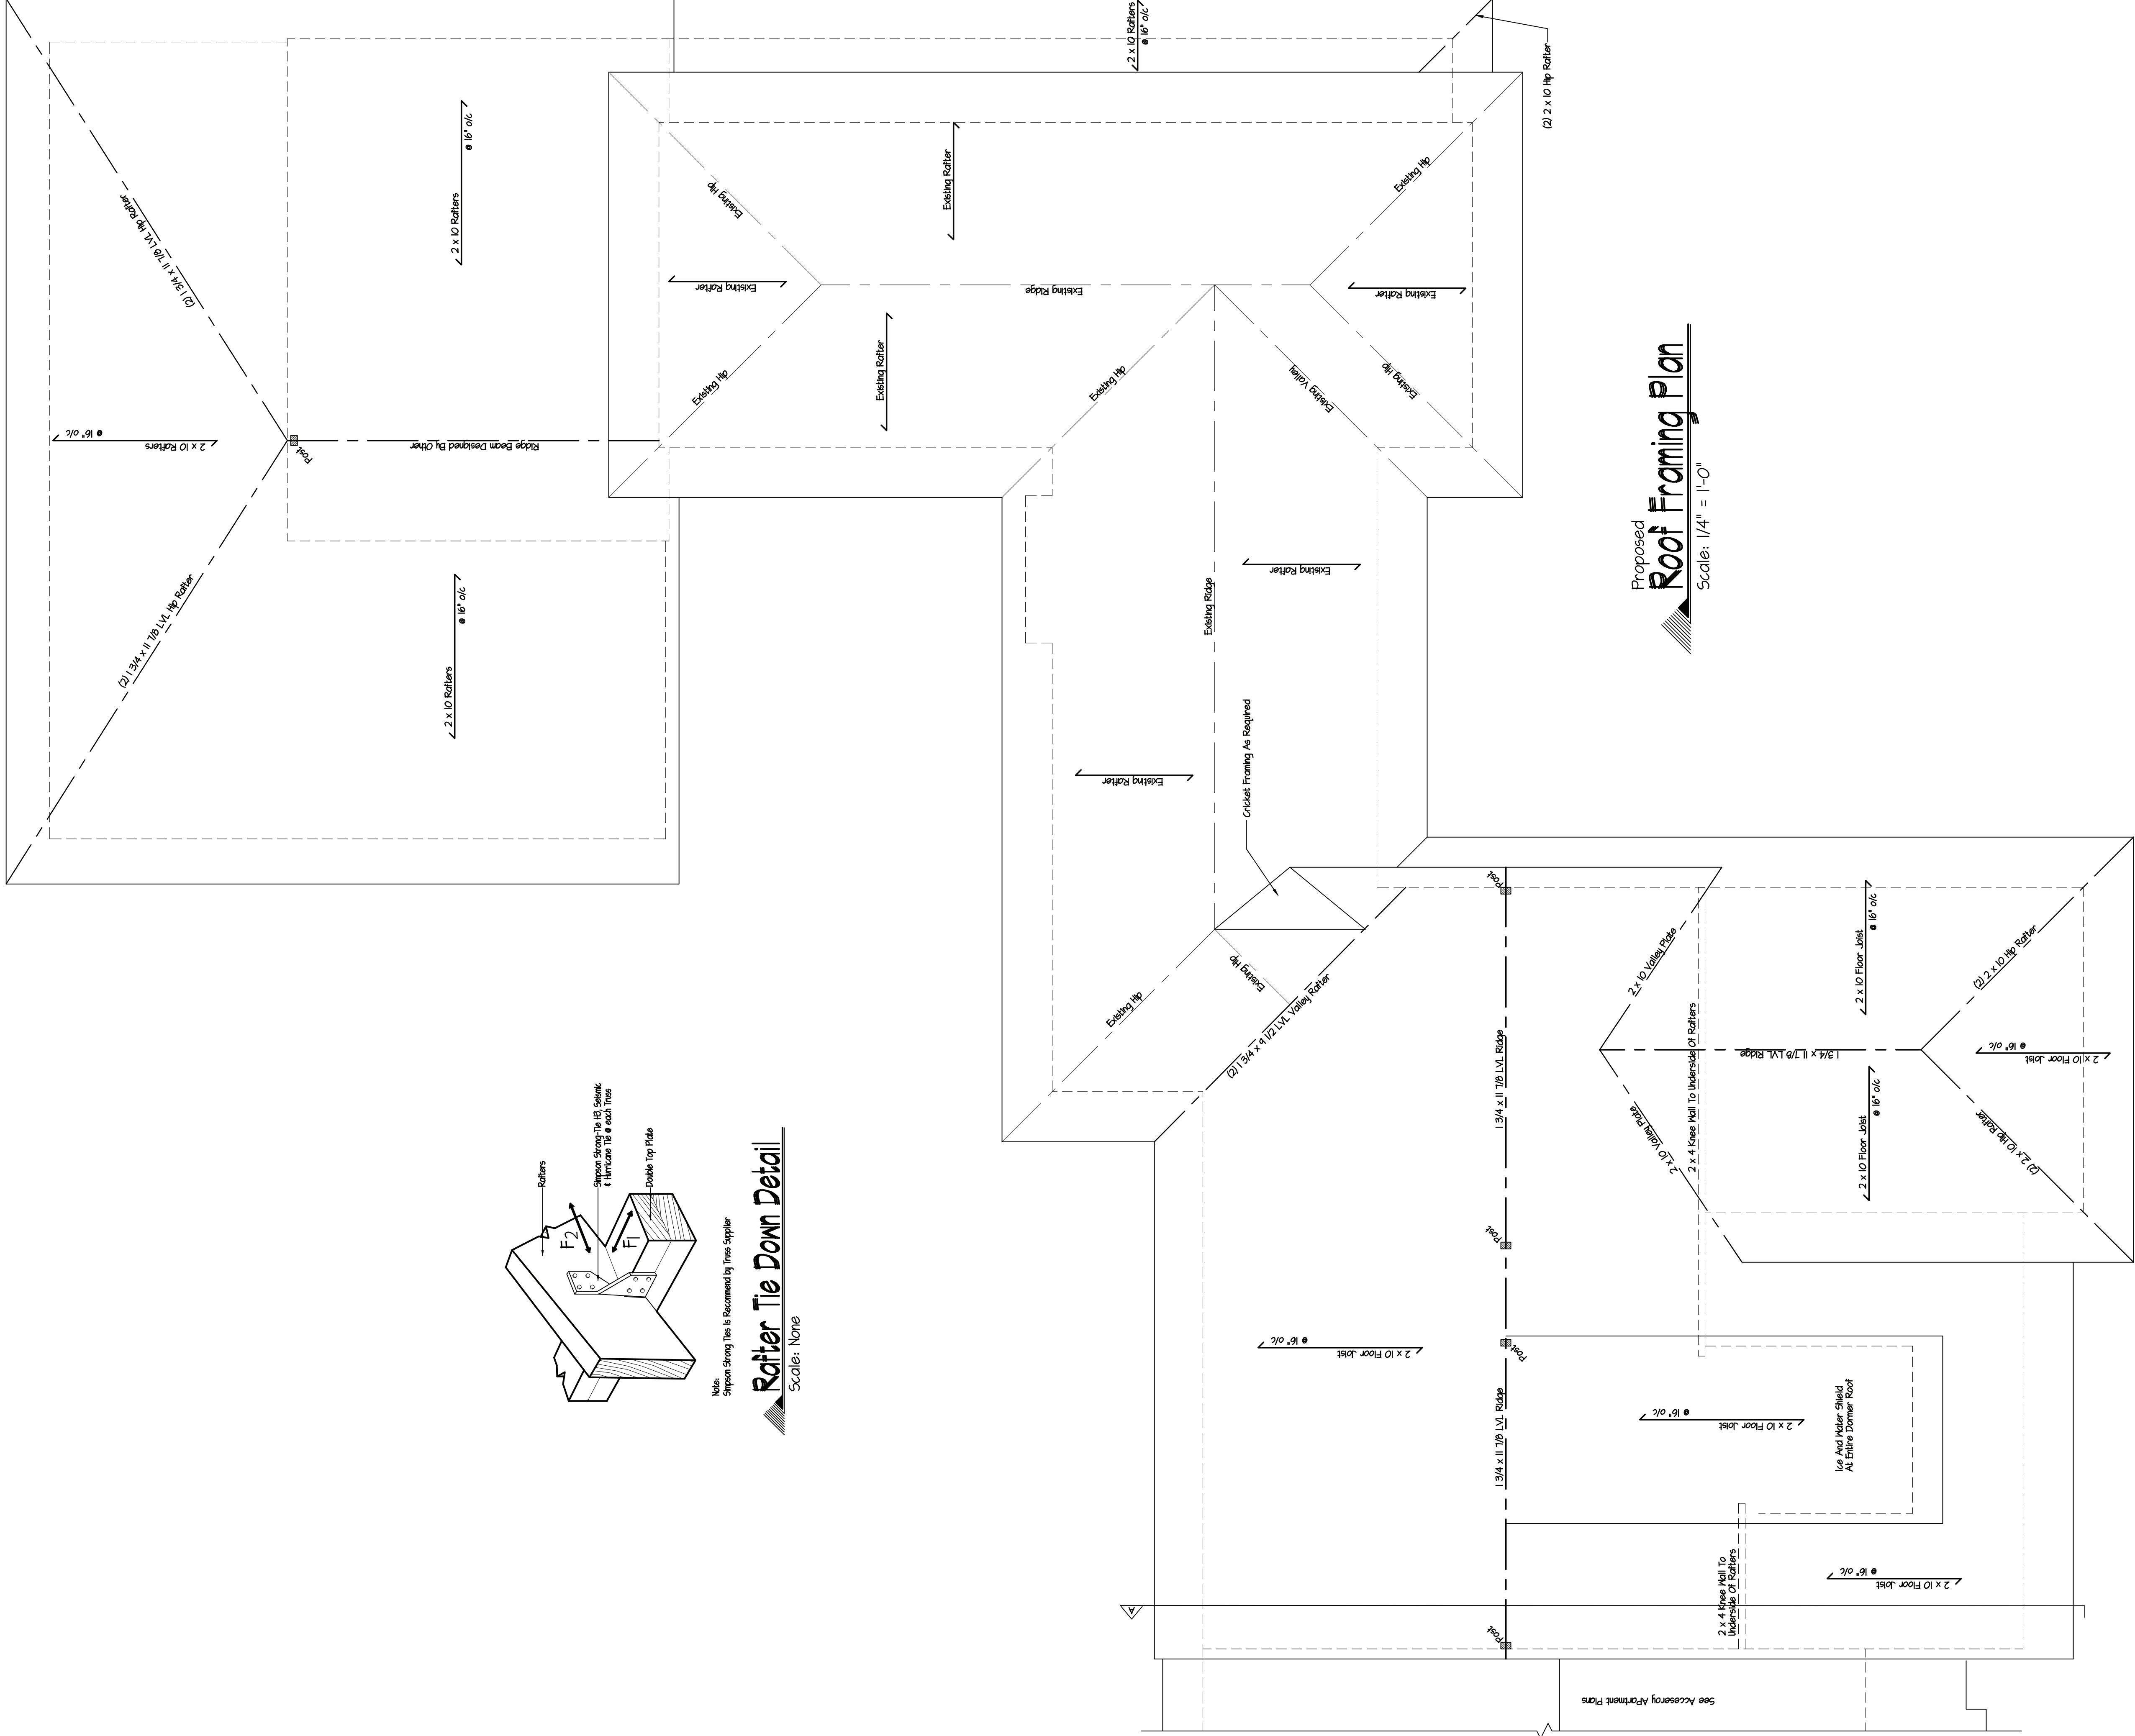 2 x 10 Rafters
@ 16" o/c
(2) 2 x 10 Hip Rafter
(2) 1 3/4 x 11 7/8 LVL Hip Rafter
2 x 10 Rafters
@ 16" o/c
2 x 10 Rafters
@ 16" o/c
Post
Ridge Beam Designed By Other
(2) 1 3/4 x 11 7/8 LVL Hip Rafter
2 x 10 Rafters
@ 16" o/c
Existing Hip
Existing Rafter
Existing Hip
Existing Rafter
Existing Ridge
Existing Rafter
Existing Rafter
Existing Hip
Existing Hip
Existing Valley
Existing Hip
Existing Rafter
Existing Ridge
Existing Rafter
Cricket Framing As Required
Existing Hip
Existing Hip
(2) 1 3/4 x 9 1/2 LVL Valley Rafter
Proposed
Roof Framing Plan
Scale: 1/4" = 1'-0"
Rafters
Simpson Strong-Tie H3, Seismic
& Hurricane Tie @ each Truss
Double Top Plate
F2
F1
Note:
Simpson Strong Ties Is Recommend by Truss Supplier
Rafter Tie Down Detail
Scale: None
Post
1 3/4 x 11 7/8 LVL Ridge
2 x 10 Valley Plate
2 x 4 Knee Wall To Underside Of Rafters
2 x 10 Valley Plate
1 3/4 x 11 7/8 LVL Ridge
2 x 10 Floor Joist
@ 16" o/c
(2) 2 x 10 Hip Rafter
2 x 10 Floor Joist
@ 16" o/c
2 x 10 Floor Joist
@ 16" o/c
(2) 2 x 10 Hip Rafter
Post
Post
2 x 10 Floor Joist
@ 16" o/c
1 3/4 x 11 7/8 LVL Ridge
2 x 10 Floor Joist
@ 16" o/c
Ice And Water Shield
At Entire Dormer Roof
2 x 4 Knee Wall To
Underside Of Rafters
2 x 10 Floor Joist
@ 16" o/c
A
Post
See Acceseroy APartment Plans